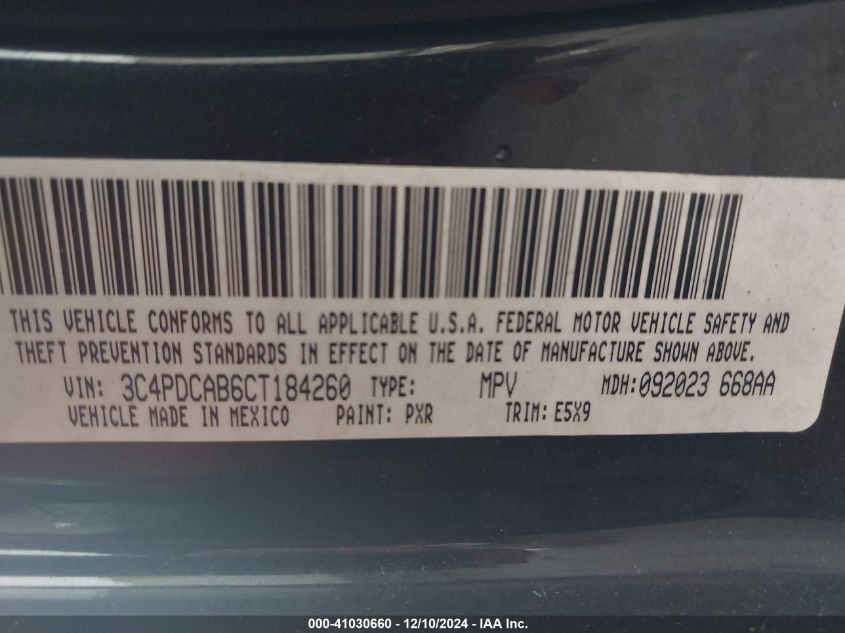 THIS VEHICLE CONFORMS TO ALL APPLICABLE U.S.A. FEDERAL MOTOR VEHICLE SAFETY AND
THEFT PREVENTION STANDARDS IN EFFECT ON THE DATE OF MANUFACTURE SHOWN ABOVE.
VIN: 3C4PDCAB6CT184260 TYPE: MPV MDH:092023 668AA
VEHICLE MADE IN MEXICO PAINT: PXR TRIM: E5X9
000-41030660 - 12/10/2024 - IAA Inc.